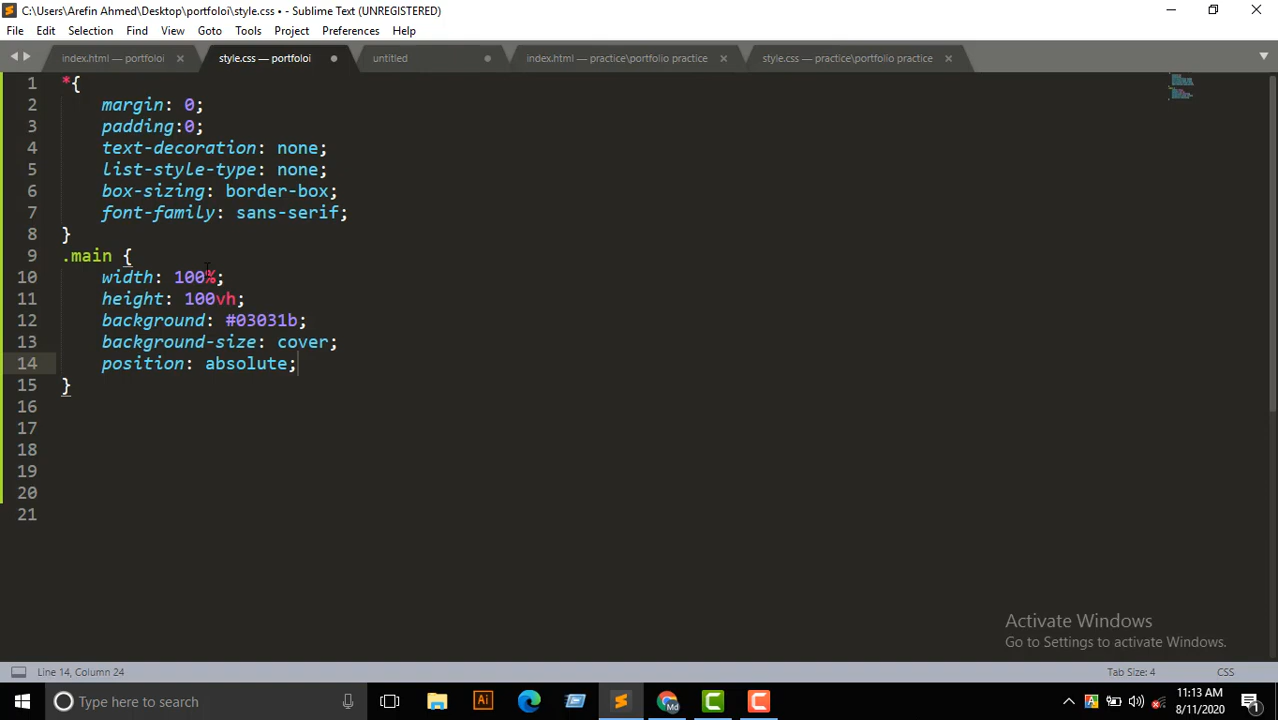 C:\Users\Arefin Ahmed\Desktop\portfoloi\style.css • - Sublime Text (UNREGISTERED)
File Edit Selection Find View Goto Tools Project Preferences Help
index.html — portfoloi style.css — portfoloi untitled index.html — practice\portfolio practice style.css — practice\portfolio practice
1 *{
2 margin: 0;
3 padding:0;
4 text-decoration: none;
5 list-style-type: none;
6 box-sizing: border-box;
7 font-family: sans-serif;
8 }
9 .main {
10 width: 100%;
11 height: 100vh;
12 background: #03031b;
13 background-size: cover;
14 position: absolute;
15 }
16
17
18
19
20
21
Activate Windows
Go to Settings to activate Windows.
Line 14, Column 24 Tab Size: 4 CSS
Type here to search
Ai
Md
11:13 AM
8/11/2020